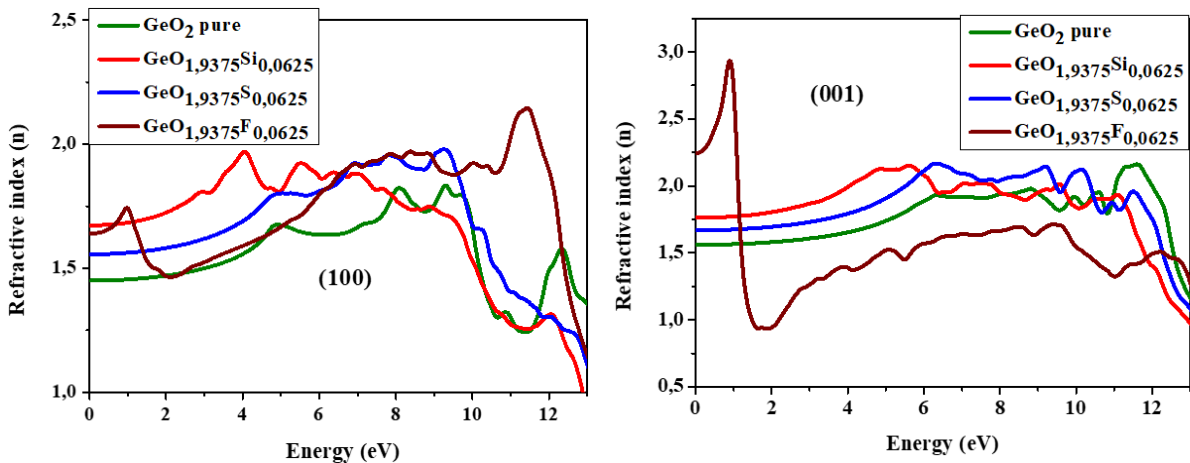 2,5
2,0
1,5
1,0
Refractive index (n)
GeO2 pure
GeO1,9375Si0,0625
GeO1,9375S0,0625
GeO1,9375F0,0625
(100)
0 2 4 6 8 10 12
Energy (eV)
3,0
2,5
2,0
1,5
1,0
0,5
Refractive index (n)
GeO2 pure
GeO1,9375Si0,0625
GeO1,9375S0,0625
GeO1,9375F0,0625
(001)
0 2 4 6 8 10 12
Energy (eV)